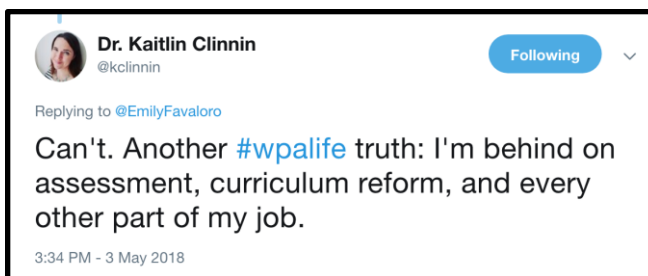 Dr. Kaitlin Clinnin
@kclinnin
Following
Replying to @EmilyFavaloro
Can't. Another #wpalife truth: I'm behind on
assessment, curriculum reform, and every
other part of my job.
3:34 PM - 3 May 2018